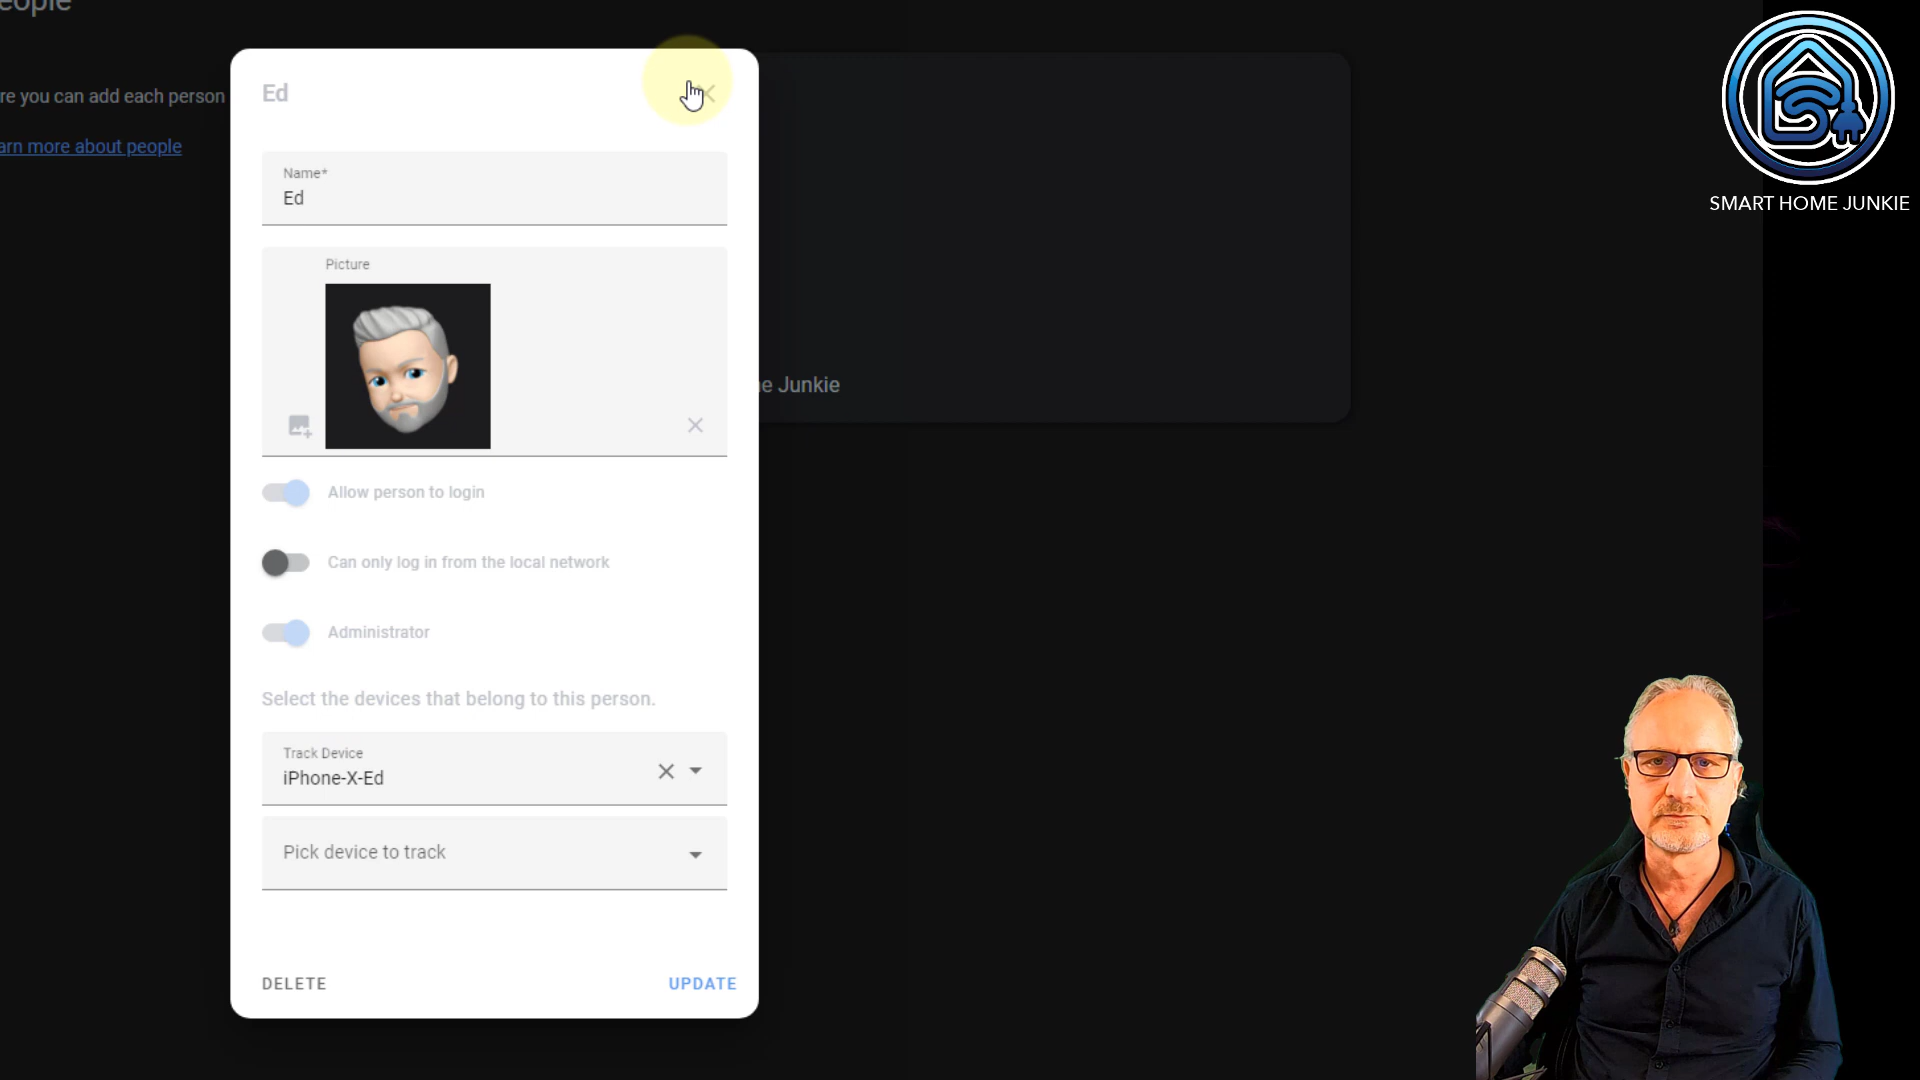 eople
re you can add each person
arn more about people
Ed
Name*
Ed
Picture
Allow person to login
Can only log in from the local network
Administrator
Select the devices that belong to this person.
Track Device
iPhone-X-Ed
Pick device to track
DELETE
UPDATE
e Junkie
SMART HOME JUNKIE